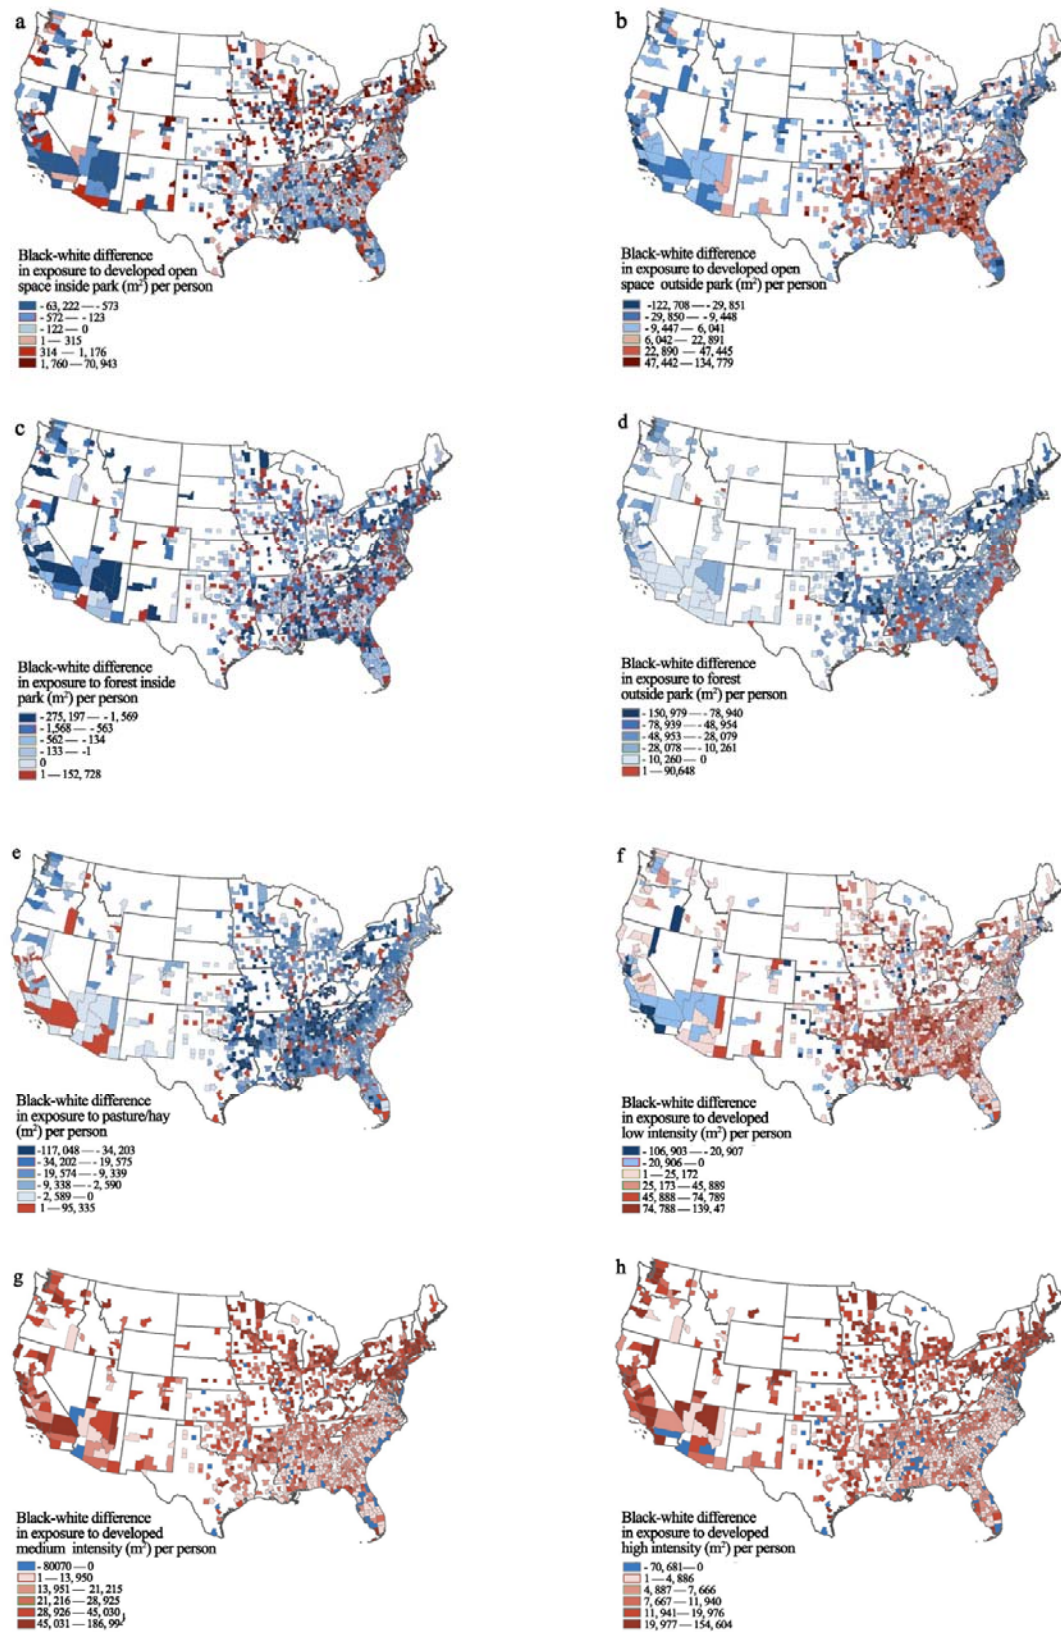 a
Black-white difference
in exposure to developed open
space inside park (m²) per person
- 63, 222 — - 573
- 572 — - 123
- 122 — 0
1 — 315
314 — 1, 176
1, 760 — 70, 943
b
Black-white difference
in exposure to developed open
space outside park (m²) per person
-122, 708 — - 29, 851
- 29, 850 — - 9, 448
- 9, 447 — 6, 041
6, 042 — 22, 891
22, 890 — 47, 445
47, 442 — 134, 779
c
Black-white difference
in exposure to forest inside
park (m²) per person
- 275, 197 — - 1, 569
- 1,568 — - 563
- 562 — - 134
- 133 — -1
0
1 — 152, 728
d
Black-white difference
in exposure to forest
outside park (m²) per person
- 150, 979 — - 78, 940
- 78, 939 — - 48, 954
- 48, 953 — - 28, 079
- 28, 078 — - 10, 261
- 10, 260 — 0
1 — 90,648
e
Black-white difference
in exposure to pasture/hay
(m²) per person
-117, 048 — - 34, 203
- 34, 202 — - 19, 575
- 19, 574 — - 9, 339
- 9, 338 — - 2, 590
- 2, 589 — 0
1 — 95, 335
f
Black-white difference
in exposure to developed
low intensity (m²) per person
- 106, 903 — - 20, 907
- 20, 906 — 0
1 — 25, 172
25, 173 — 45, 889
45, 888 — 74, 789
74, 788 — 139, 47
g
Black-white difference
in exposure to developed
medium intensity (m²) per person
- 80070 — 0
1 — 13, 950
13, 951 — 21, 215
21, 216 — 28, 925
28, 926 — 45, 030
45, 031 — 186, 99
h
Black-white difference
in exposure to developed
high intensity (m²) per person
- 70, 681 — 0
1 — 4, 886
4, 887 — 7, 666
7, 667 — 11, 940
11, 941 — 19, 976
19, 977 — 154, 604